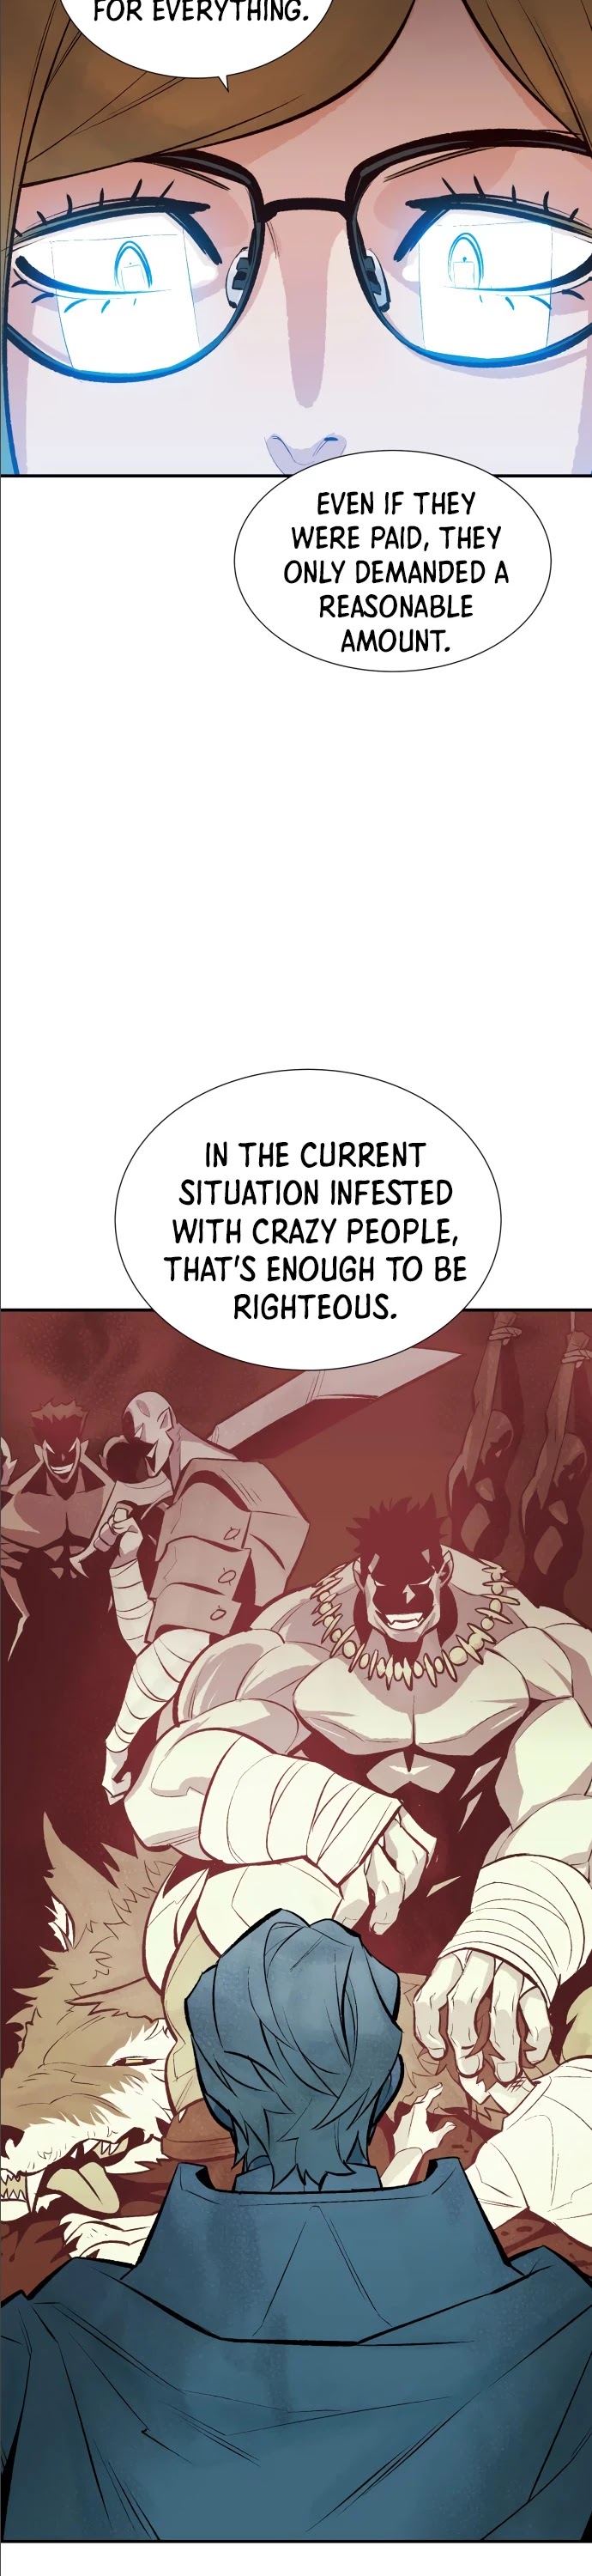 FOR EVERYTHING.
EVEN IF THEY
WERE PAID, THEY
ONLY DEMANDED A
REASONABLE
AMOUNT.
IN THE CURRENT
SITUATION INFESTED
WITH CRAZY PEOPLE,
THAT'S ENOUGH TO BE
RIGHTEOUS.